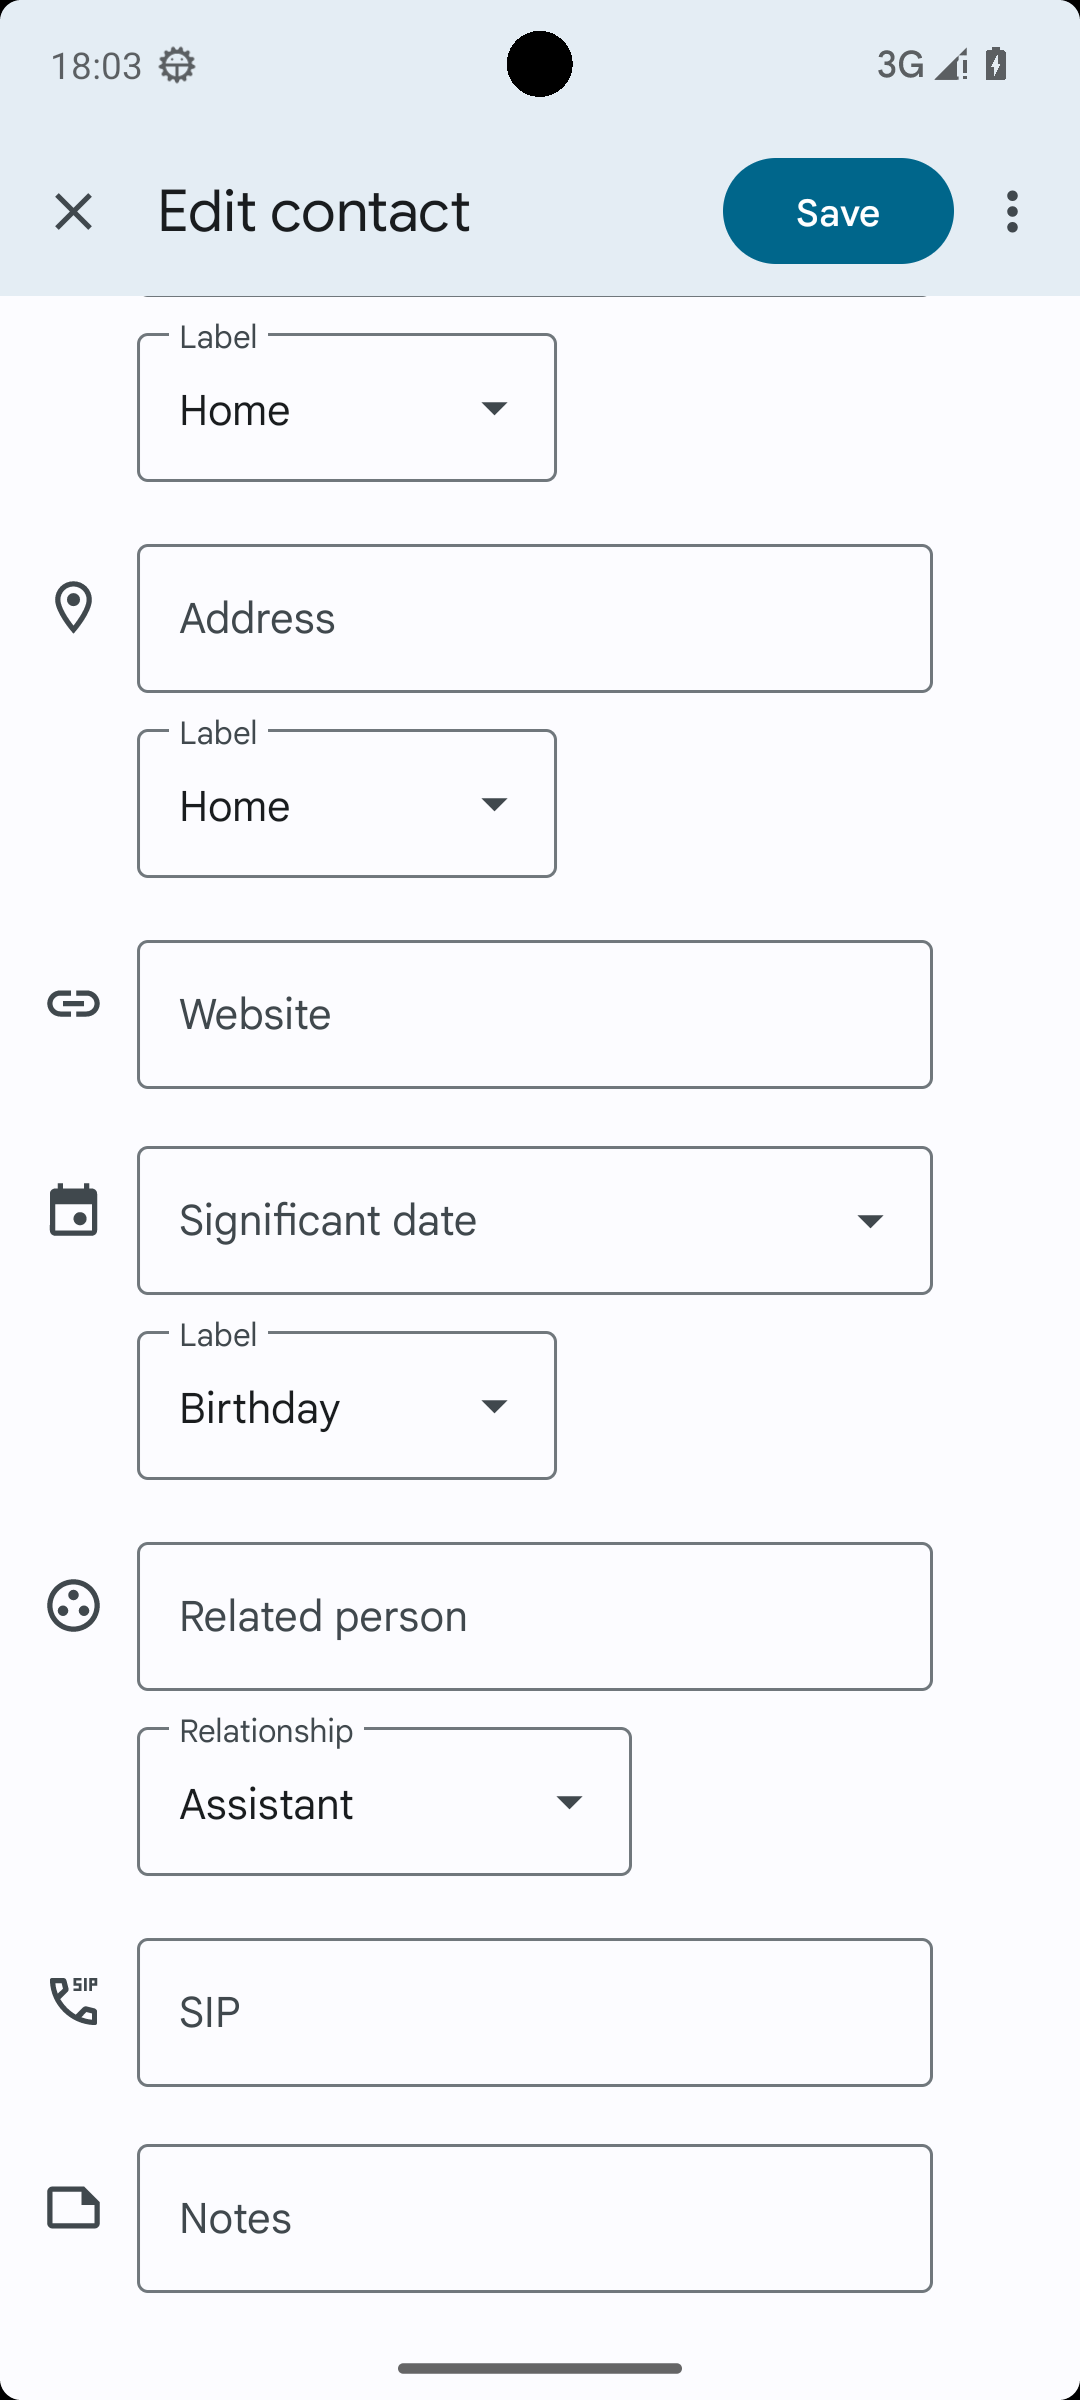 18:03
3G
Edit contact
Save
Label
Home
Address
Label
Home
Website
Significant date
Label
Birthday
Related person
Relationship
Assistant
SIP
SIP
Notes